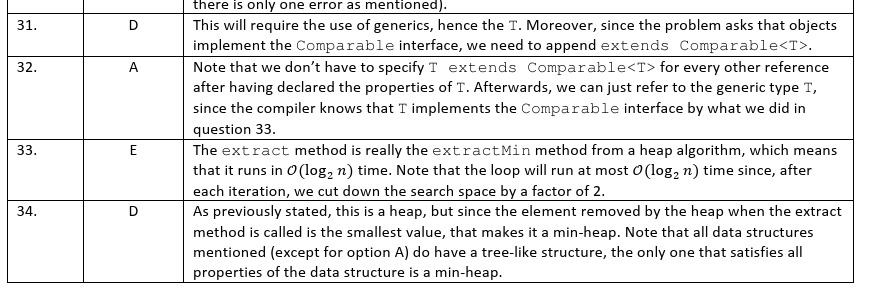 there is only one error as mentioned).
31. D This will require the use of generics, hence the T. Moreover, since the problem asks that objects
implement the Comparable interface, we need to append extends Comparable<T>.
32. A Note that we don't have to specify T extends Comparable<T> for every other reference
after having declared the properties of T. Afterwards, we can just refer to the generic type T,
since the compiler knows that T implements the Comparable interface by what we did in
question 33.
33. E The extract method is really the extractMin method from a heap algorithm, which means
that it runs in 𝒪(log₂ n) time. Note that the loop will run at most 𝒪(log₂ n) time since, after
each iteration, we cut down the search space by a factor of 2.
34. D As previously stated, this is a heap, but since the element removed by the heap when the extract
method is called is the smallest value, that makes it a min-heap. Note that all data structures
mentioned (except for option A) do have a tree-like structure, the only one that satisfies all
properties of the data structure is a min-heap.